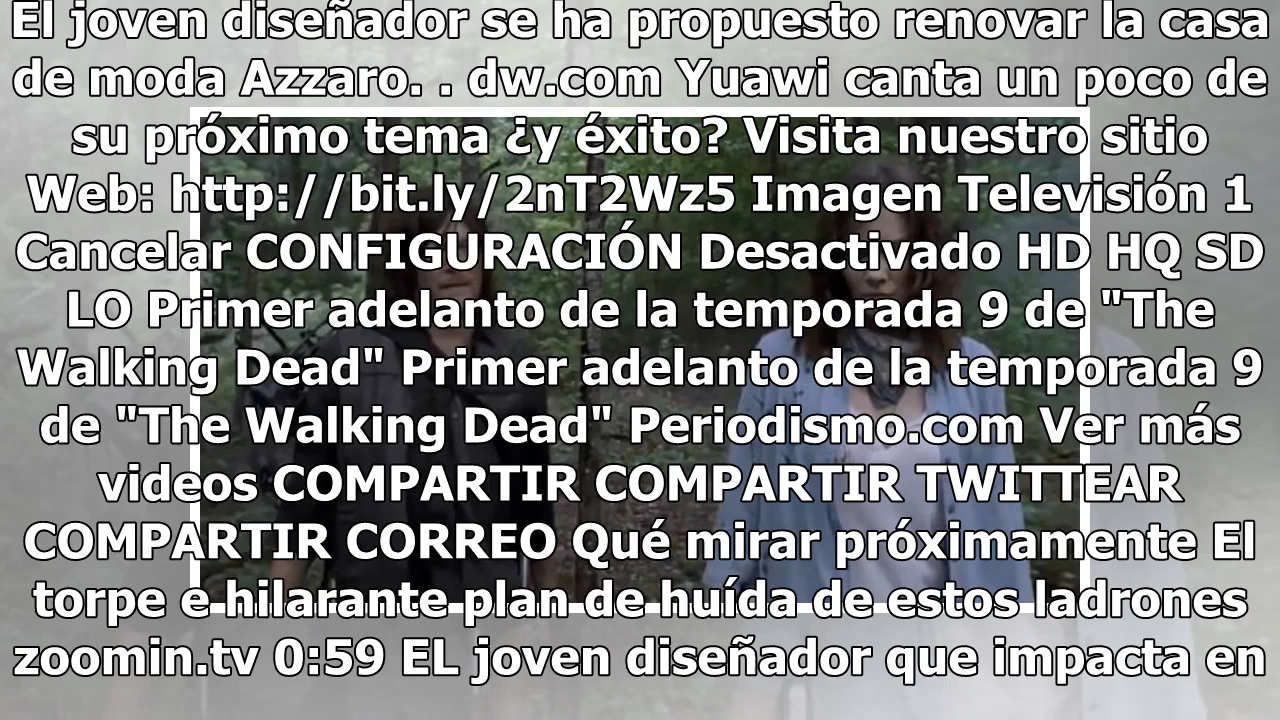 El joven diseñador se ha propuesto renovar la casa
de moda Azzaro. . dw.com Yuawi canta un poco de
su próximo tema ¿y éxito? Visita nuestro sitio
Web: http://bit.ly/2nT2Wz5 Imagen Televisión 1
Cancelar CONFIGURACIÓN Desactivado HD HQ SD
LO Primer adelanto de la temporada 9 de "The
Walking Dead" Primer adelanto de la temporada 9
de "The Walking Dead" Periodismo.com Ver más
videos COMPARTIR COMPARTIR TWITTEAR
COMPARTIR CORREO Qué mirar próximamente El
torpe e hilarante plan de huída de estos ladrones
zoomin.tv 0:59 EL joven diseñador que impacta en